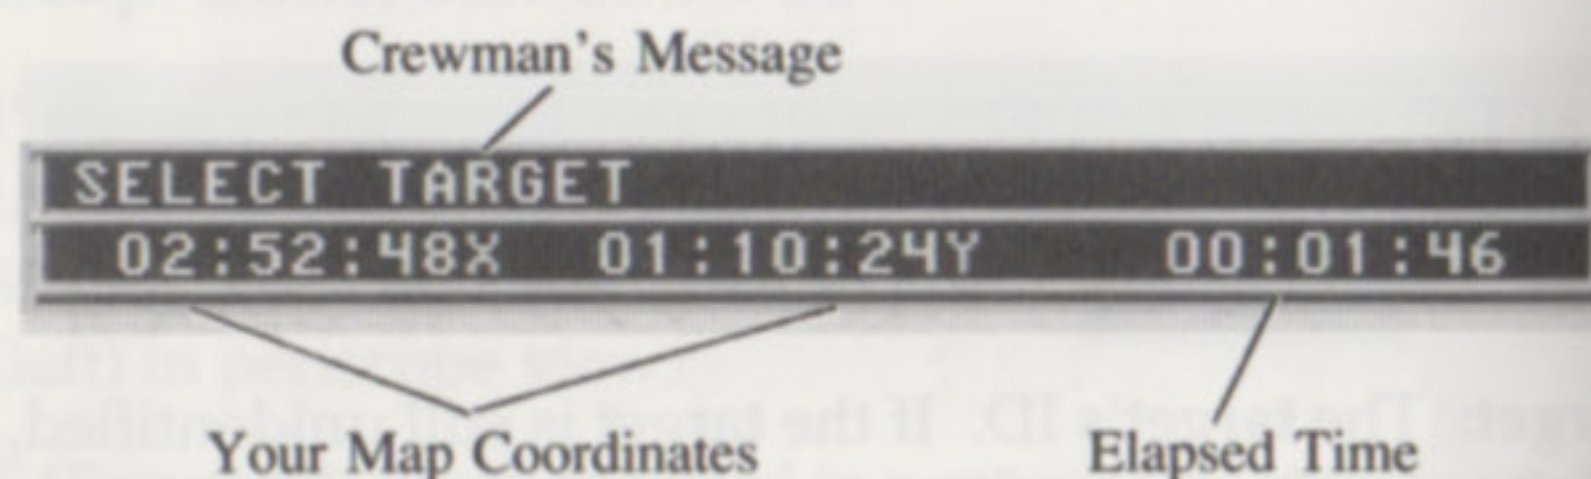 Crewman's Message
SELECT TARGET
02:52:48X 01:10:24Y 00:01:46
Your Map Coordinates Elapsed Time